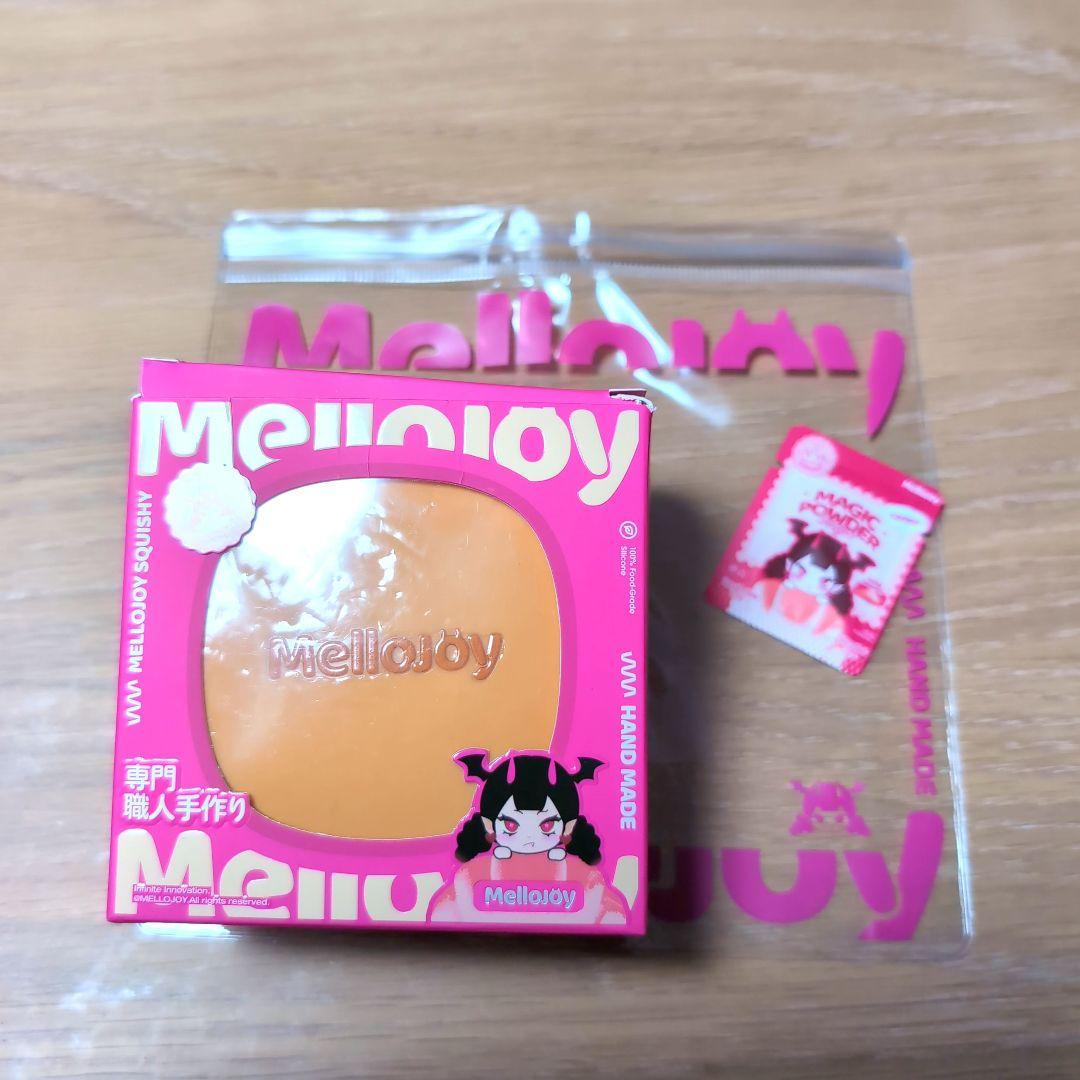 Mellojoy
Mellojoy
MELLOJOY SQUISHY
100% Food-Grade
Silicone
Mellojoy
HAND MADE
専門
職人手作り
Mellojoy
Infinite Innovation.
@MELLOJOY.All rights reserved.
Mellojoy
MAGIC
POWDER
HAND MADE